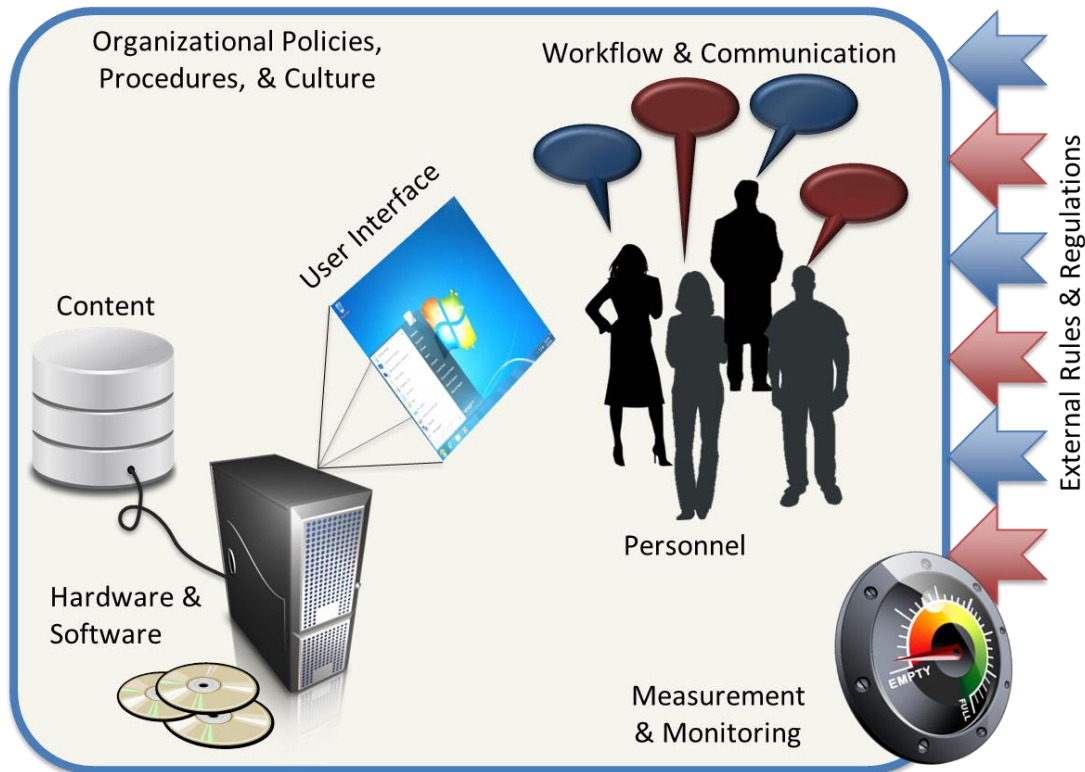 Organizational Policies,
Procedures, & Culture
Workflow & Communication
User Interface
Content
External Rules & Regulations
Personnel
Hardware &
Software
Measurement
& Monitoring
EMPTY
FULL